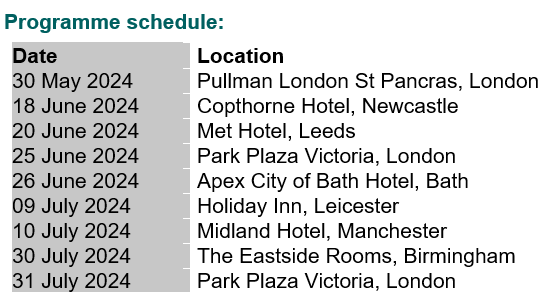 Programme schedule:
Date Location
30 May 2024 Pullman London St Pancras, London
18 June 2024 Copthorne Hotel, Newcastle
20 June 2024 Met Hotel, Leeds
25 June 2024 Park Plaza Victoria, London
26 June 2024 Apex City of Bath Hotel, Bath
09 July 2024 Holiday Inn, Leicester
10 July 2024 Midland Hotel, Manchester
30 July 2024 The Eastside Rooms, Birmingham
31 July 2024 Park Plaza Victoria, London